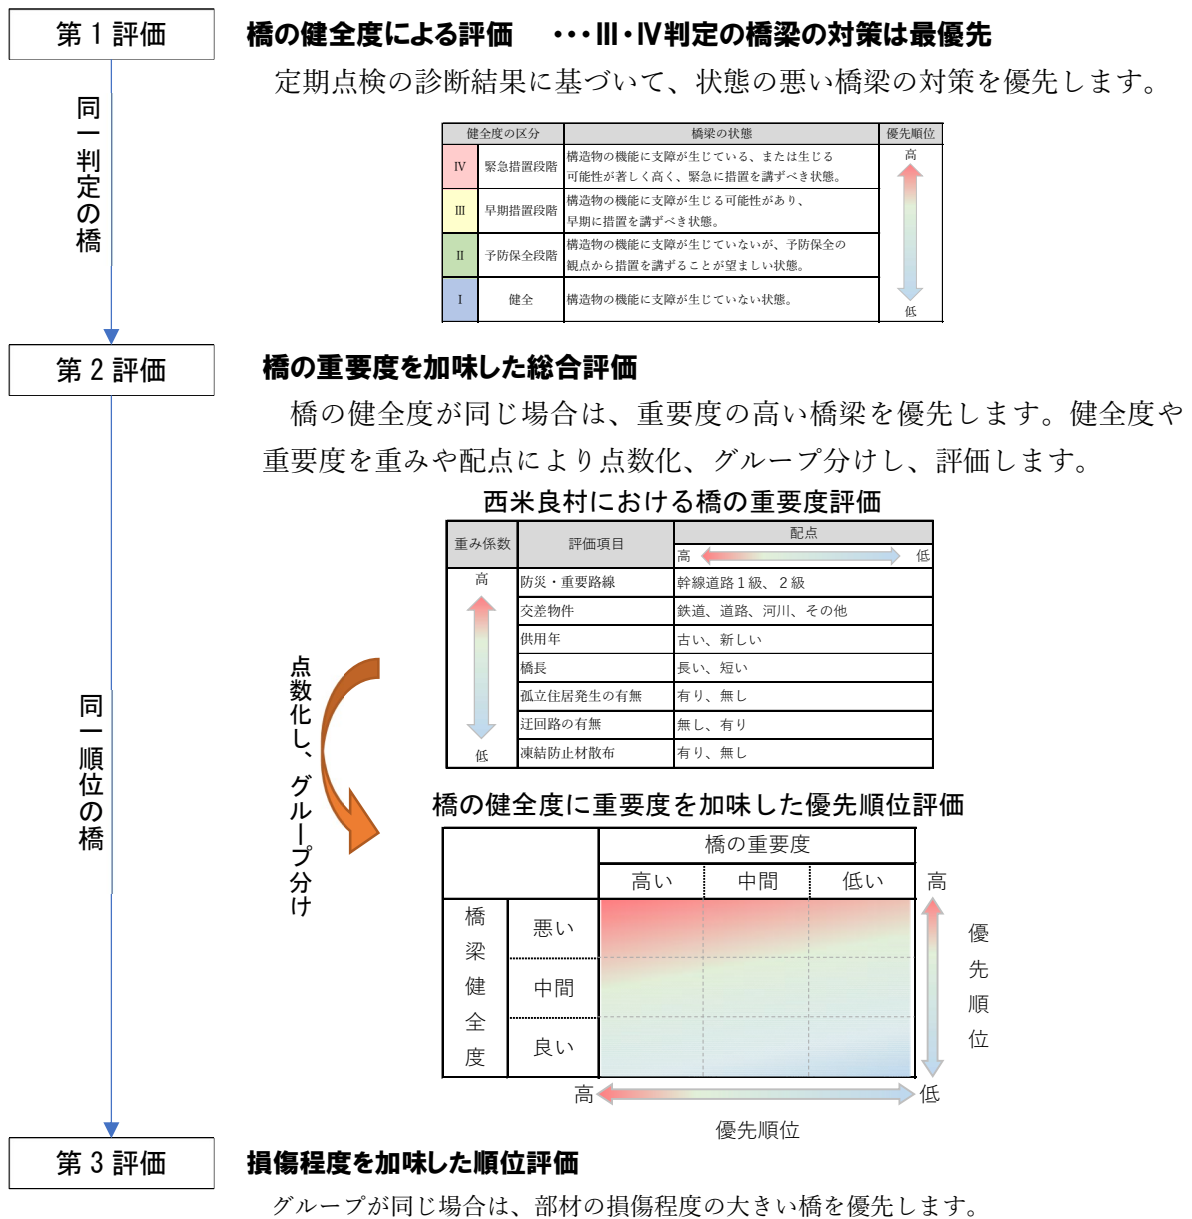 第1評価
橋の健全度による評価　・・・Ⅲ・Ⅳ判定の橋梁の対策は最優先
定期点検の診断結果に基づいて、状態の悪い橋梁の対策を優先します。
同一判定の橋
健全度の区分 橋梁の状態 優先順位
Ⅳ 緊急措置段階 構造物の機能に支障が生じている、または生じる
可能性が著しく高く、緊急に措置を講ずべき状態。
高
Ⅲ 早期措置段階 構造物の機能に支障が生じる可能性があり、
早期に措置を講ずべき状態。
Ⅱ 予防保全段階 構造物の機能に支障が生じていないが、予防保全の
観点から措置を講ずることが望ましい状態。
Ⅰ 健全 構造物の機能に支障が生じていない状態。
低
第2評価
橋の重要度を加味した総合評価
橋の健全度が同じ場合は、重要度の高い橋梁を優先します。健全度や
重要度を重みや配点により点数化、グループ分けし、評価します。
西米良村における橋の重要度評価
重み係数 評価項目 配点
高 低
高 防災・重要路線 幹線道路1級、2級
交差物件 鉄道、道路、河川、その他
供用年 古い、新しい
橋長 長い、短い
孤立住居発生の有無 有り、無し
迂回路の有無 無し、有り
低 凍結防止材散布 有り、無し
点数化し、グループ分け
同一順位の橋
橋の健全度に重要度を加味した優先順位評価
橋の重要度
高い 中間 低い
橋梁健全度
悪い
中間
良い
高
優先順位
高 低
優先順位
第3評価
損傷程度を加味した順位評価
グループが同じ場合は、部材の損傷程度の大きい橋を優先します。